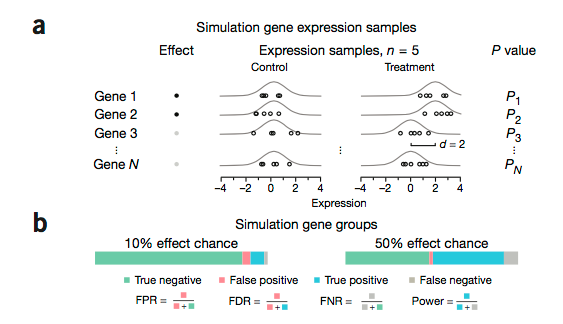 a
Simulation gene expression samples
Effect Expression samples, n = 5 P value
Control Treatment
Gene 1 P1
Gene 2 P2
Gene 3 P3
d = 2
Gene N PN
–4 –2 0 2 4 –4 –2 0 2 4
Expression
b
Simulation gene groups
10% effect chance 50% effect chance
True negative False positive True positive False negative
FPR = + FDR = + FNR = + Power = +